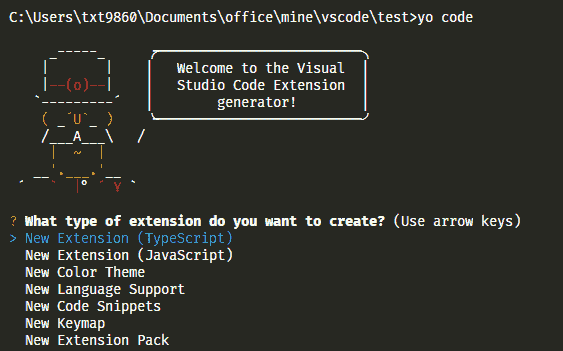 C:\Users\txt9860\Documents\office\mine\vscode\test>yo code
Welcome to the Visual
Studio Code Extension
generator!
? What type of extension do you want to create? (Use arrow keys)
> New Extension (TypeScript)
New Extension (JavaScript)
New Color Theme
New Language Support
New Code Snippets
New Keymap
New Extension Pack